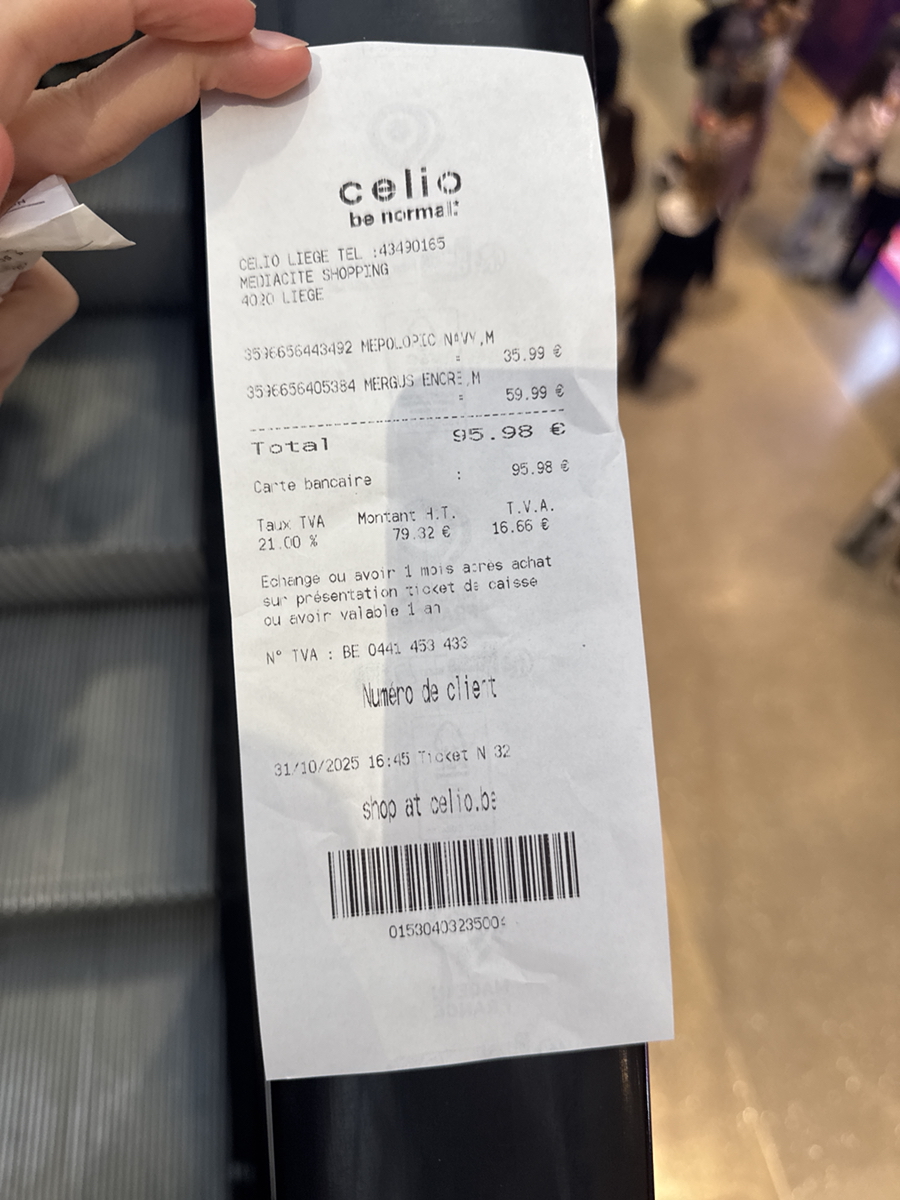 celio
be normal:
CELIO LIEGE TEL :43490165
MEDIACITE SHOPPING
4020 LIEGE
3596656443492 MEPOLOPIC NAVY,M
= 35.99 €
3596656405384 MERGUS ENCRE,M
= 59.99 €
Total 95.98 €
Carte bancaire : 95.98 €
Taux TVA Montant H.T. T.V.A.
21.00 % 79.32 € 16.66 €
Echange ou avoir 1 mois apres achat
sur présentation ticket de caisse
ou avoir valable 1 an
N° TVA : BE 0441 453 433
Numéro de client
31/10/2025 16:45 Ticket N 32
shop at celio.be